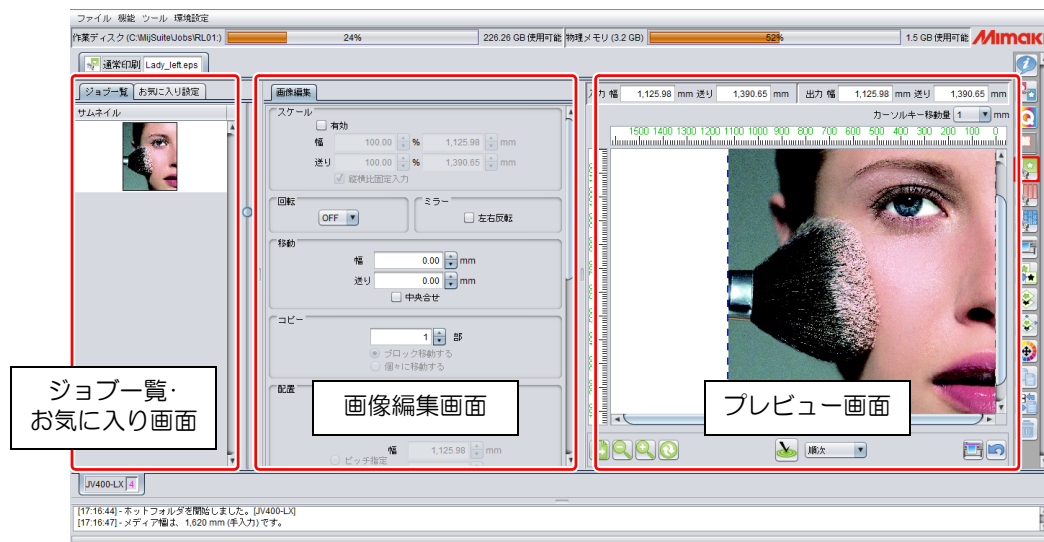 ファイル 機能 ツール 環境設定
作業ディスク (C:\MijSuite\Jobs\RL01:) 24% 226.26 GB 使用可能 物理メモリ (3.2 GB) 52% 1.5 GB 使用可能 Mimaki
通常印刷 Lady_left.eps
ジョブ一覧 お気に入り設定
サムネイル
画像編集
スケール
有効
幅 100.00 % 1,125.98 mm
送り 100.00 % 1,390.65 mm
縦横比固定入力
回転 OFF ミラー 左右反転
移動
幅 0.00 mm
送り 0.00 mm
中央合せ
コピー
1 部
ブロック移動する
個々に移動する
配置
幅 1,125.98 mm
ピッチ指定
入力 幅 1,125.98 mm 送り 1,390.65 mm 出力 幅 1,125.98 mm 送り 1,390.65 mm
カーソルキー移動量 1 mm
1500 1400 1300 1200 1100 1000 900 800 700 600 500 400 300 200 100 0
順次
ジョブ一覧・
お気に入り画面
画像編集画面
プレビュー画面
JV400-LX 4
[17:16:44] - ホットフォルダを開始しました。[JV400-LX]
[17:16:47] - メディア幅は、1,620 mm (手入力) です。